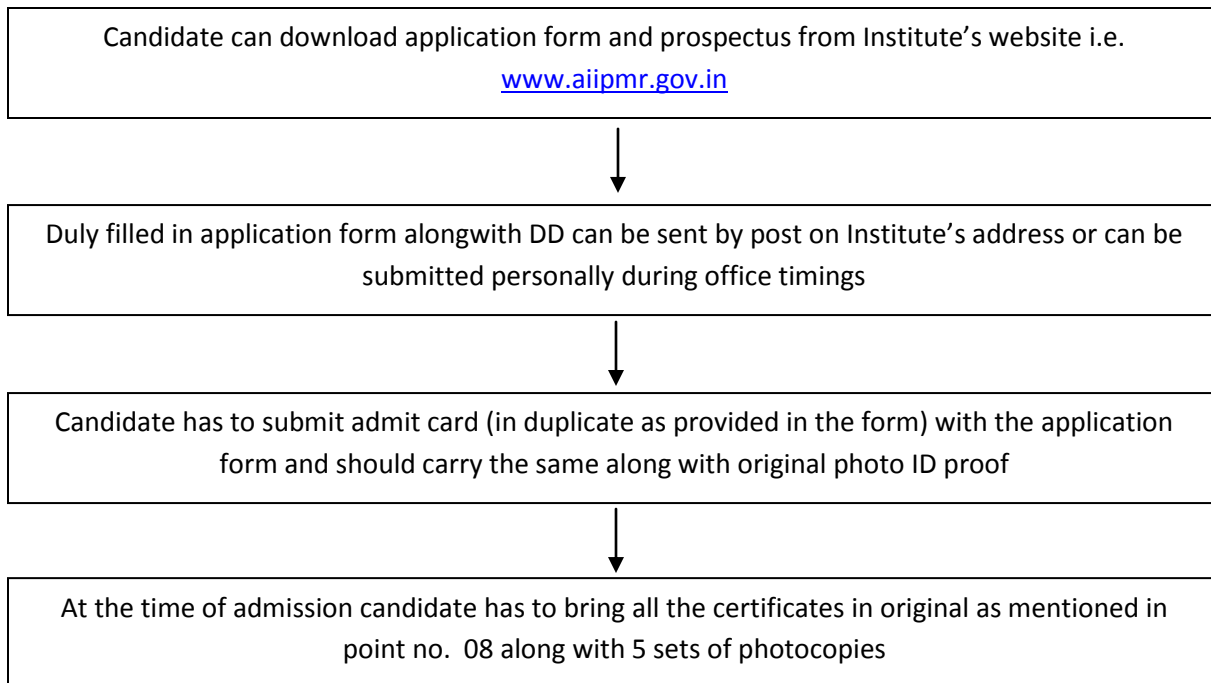 Candidate can download application form and prospectus from Institute’s website i.e.
www.aiipmr.gov.in
Duly filled in application form alongwith DD can be sent by post on Institute’s address or can be
submitted personally during office timings
Candidate has to submit admit card (in duplicate as provided in the form) with the application
form and should carry the same along with original photo ID proof
At the time of admission candidate has to bring all the certificates in original as mentioned in
point no.  08 along with 5 sets of photocopies